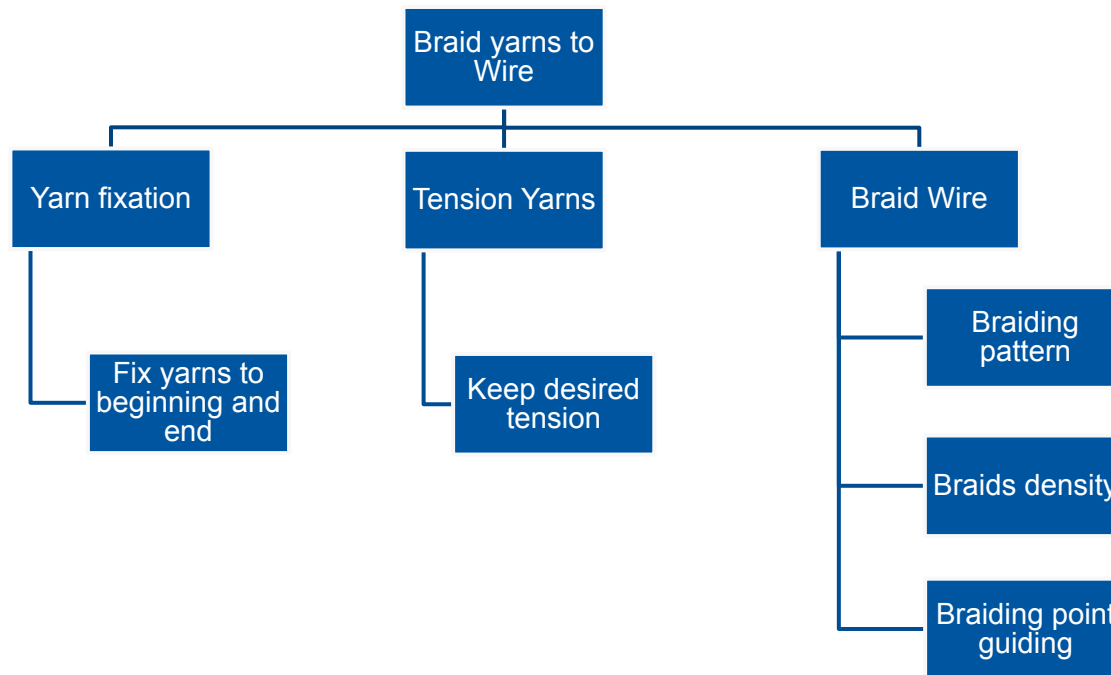 Braid yarns to
Wire
Yarn fixation
Tension Yarns
Braid Wire
Fix yarns to
beginning and
end
Keep desired
tension
Braiding
pattern
Braids density
Braiding point
guiding